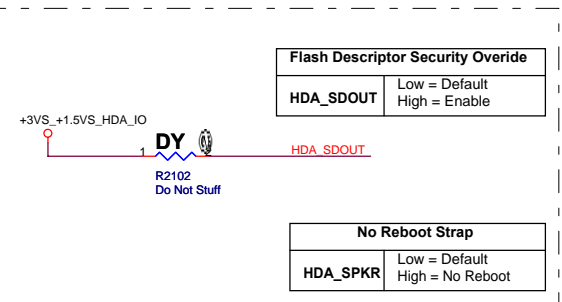 Flash Descriptor Security Overide
HDA_SDOUT
Low = Default
High = Enable
+3VS_+1.5VS_HDA_IO
1
DY
HDA_SDOUT
R2102
Do Not Stuff
No Reboot Strap
HDA_SPKR
Low = Default
High = No Reboot